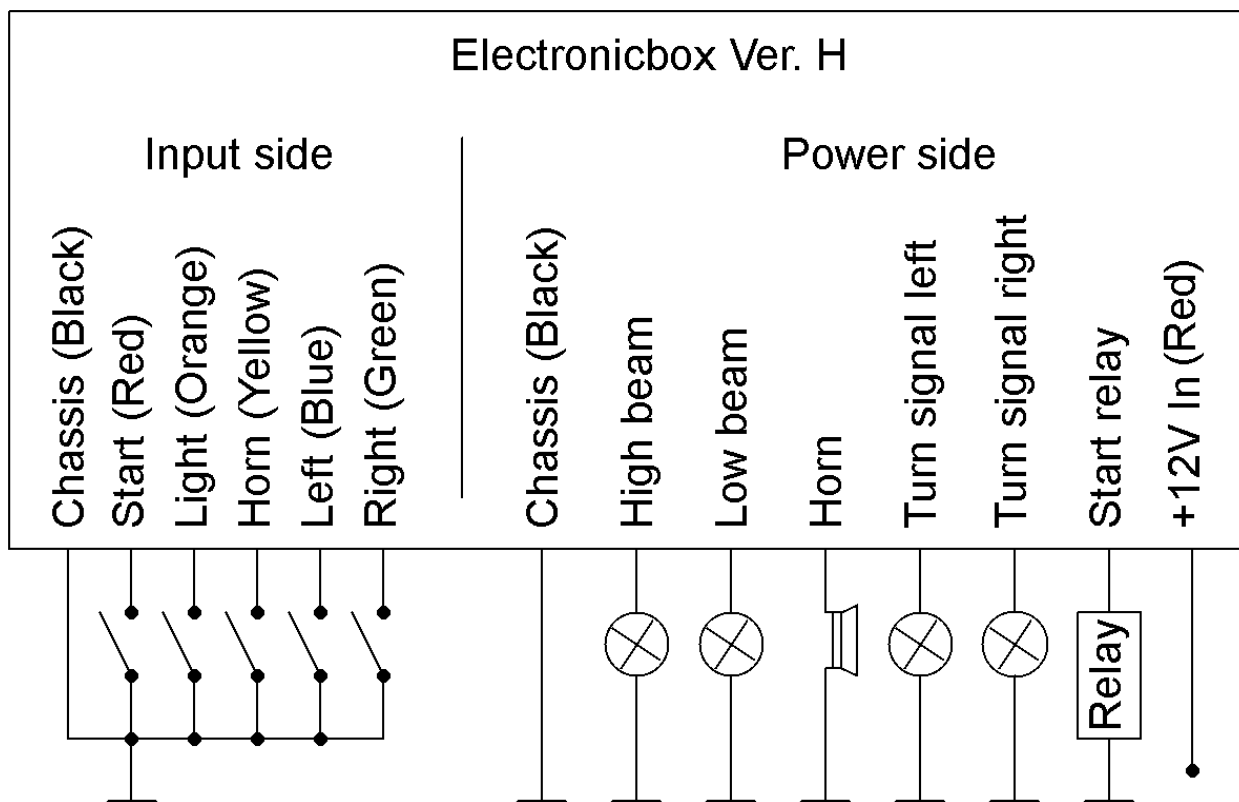 Electronicbox Ver. H
Input side
Power side
Chassis (Black)
Start (Red)
Light (Orange)
Horn (Yellow)
Left (Blue)
Right (Green)
Chassis (Black)
High beam
Low beam
Horn
Turn signal left
Turn signal right
Start relay
+12V In (Red)
Relay